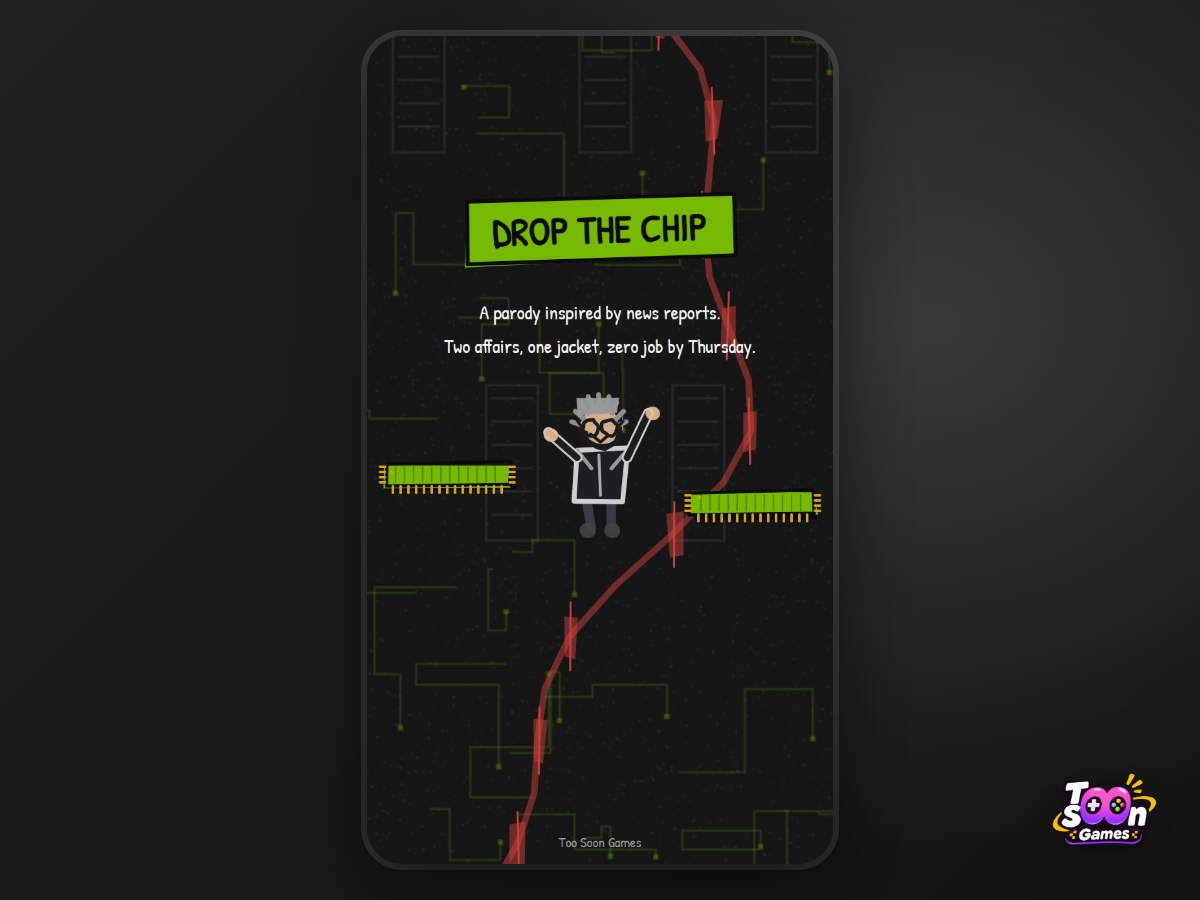 DROP THE CHIP
A parody inspired by news reports.
Two affairs, one jacket, zero job by Thursday.
Too Soon Games
Too
Soon
Games